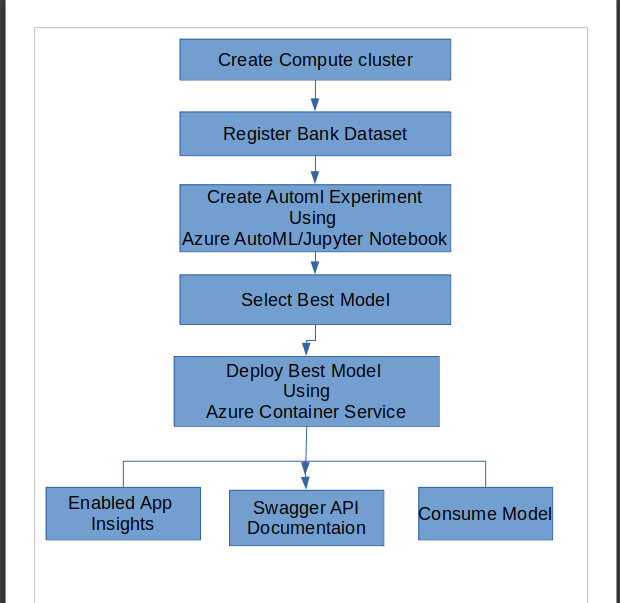 Create Compute cluster
Register Bank Dataset
Create Automl Experiment
Using
Azure AutoML/Jupyter Notebook
Select Best Model
Deploy Best Model
Using
Azure Container Service
Enabled App
Insights
Swagger API
Documentaion
Consume Model